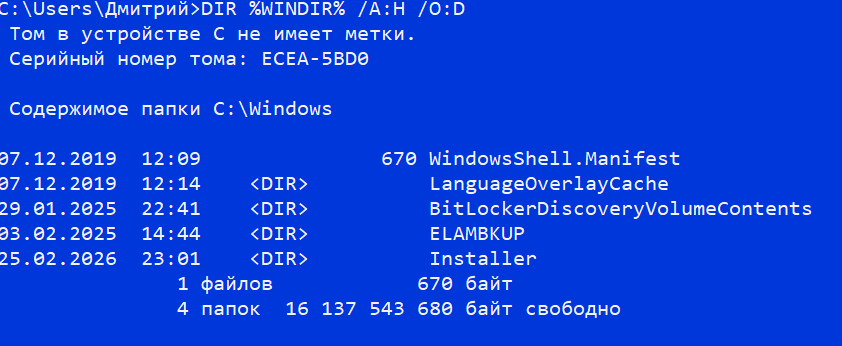 C:\Users\Дмитрий>DIR %WINDIR% /A:H /O:D
Том в устройстве C не имеет метки.
Серийный номер тома: ECEA-5BD0
Содержимое папки C:\Windows
07.12.2019  12:09               670 WindowsShell.Manifest
07.12.2019  12:14    <DIR>          LanguageOverlayCache
29.01.2025  22:41    <DIR>          BitLockerDiscoveryVolumeContents
03.02.2025  14:44    <DIR>          ELAMBKUP
25.02.2026  23:01    <DIR>          Installer
1 файлов            670 байт
4 папок  16 137 543 680 байт свободно